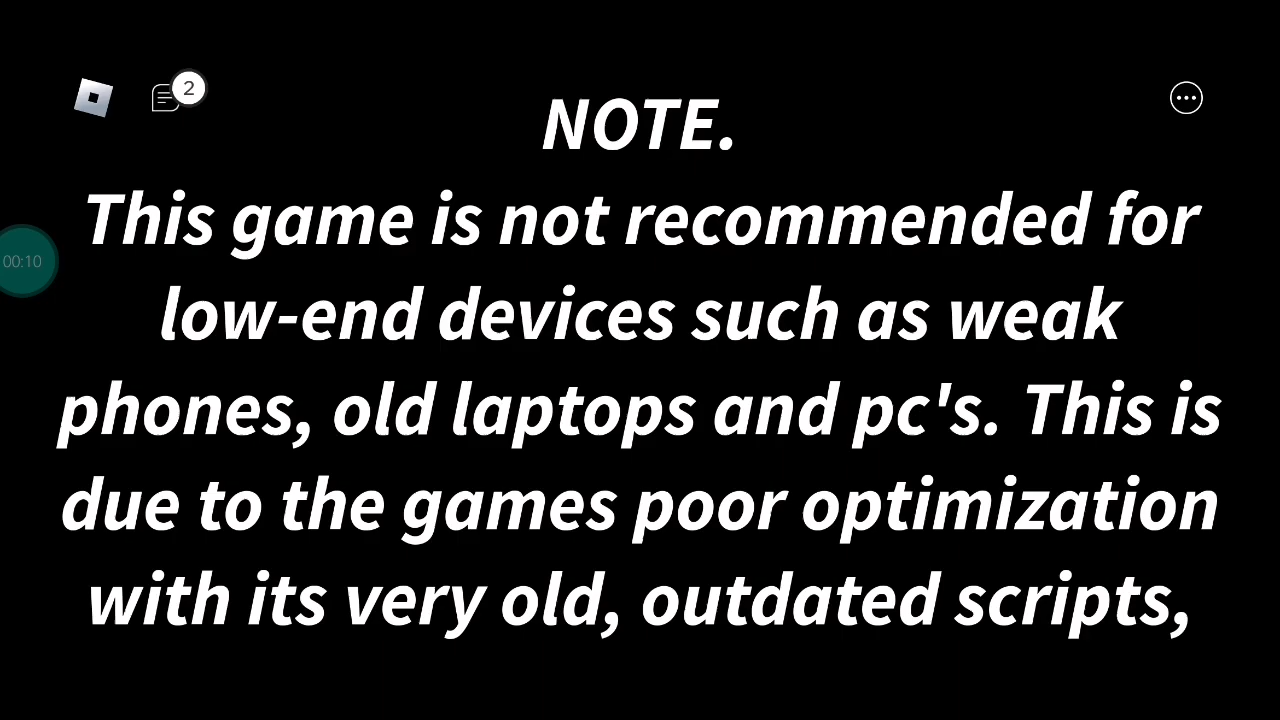 2
NOTE.
This game is not recommended for
00:10
low-end devices such as weak
phones, old laptops and pc's. This is
due to the games poor optimization
with its very old, outdated scripts,